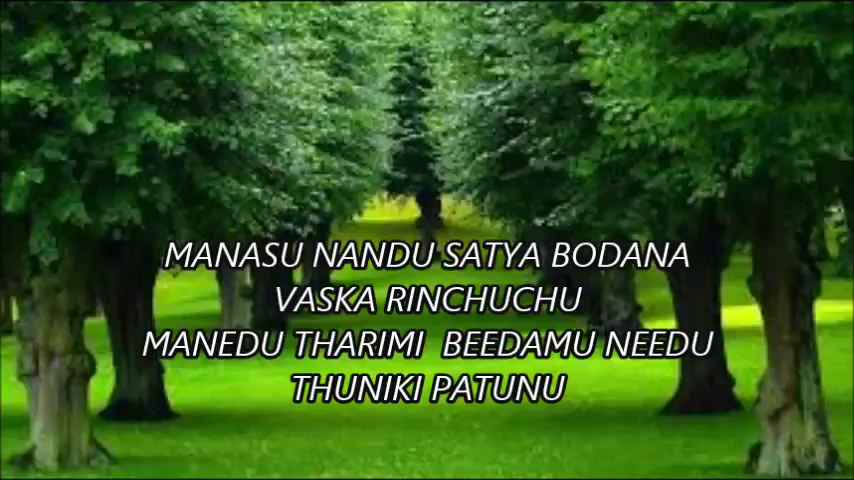 MANASU NANDU SATYA BODANA
VASKA RINCHUCHU
MANEDU THARIMI  BEEDAMU NEEDU
THUNIKI PATUNU